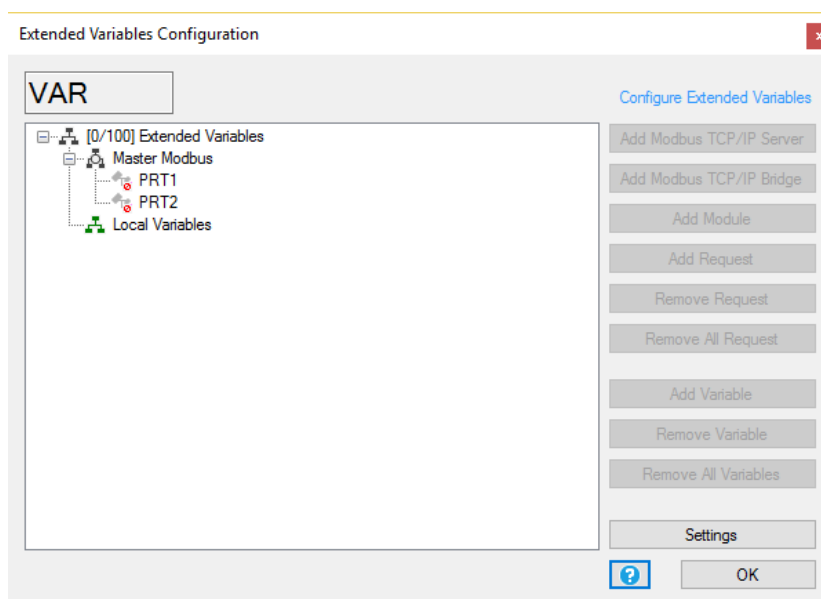 Extended Variables Configuration
x
VAR
Configure Extended Variables
[0/100] Extended Variables
Master Modbus
PRT1
PRT2
Local Variables
Add Modbus TCP/IP Server
Add Modbus TCP/IP Bridge
Add Module
Add Request
Remove Request
Remove All Request
Add Variable
Remove Variable
Remove All Variables
Settings
?
OK